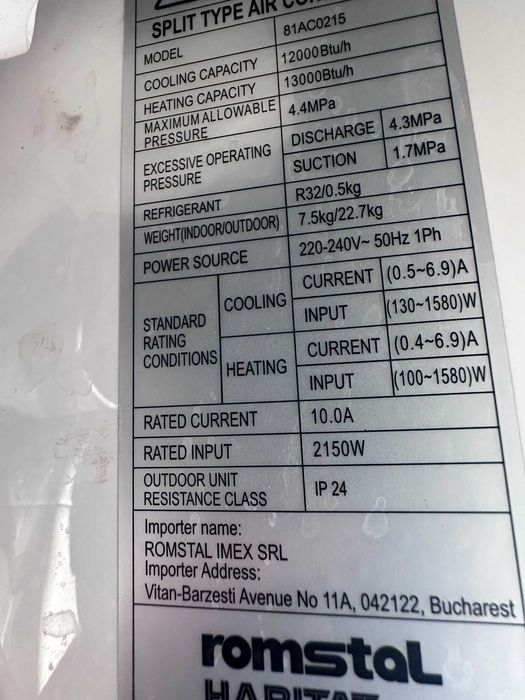 SPLIT TYPE AIR
MODEL 81AC0215
COOLING CAPACITY 12000Btu/h
HEATING CAPACITY 13000Btu/h
MAXIMUM ALLOWABLE PRESSURE 4.4MPa
EXCESSIVE OPERATING PRESSURE DISCHARGE 4.3MPa
SUCTION 1.7MPa
REFRIGERANT R32/0.5kg
WEIGHT(INDOOR/OUTDOOR) 7.5kg/22.7kg
POWER SOURCE 220-240V~ 50Hz 1Ph
STANDARD RATING CONDITIONS COOLING CURRENT (0.5~6.9)A
INPUT (130~1580)W
HEATING CURRENT (0.4~6.9)A
INPUT (100~1580)W
RATED CURRENT 10.0A
RATED INPUT 2150W
OUTDOOR UNIT RESISTANCE CLASS IP 24
Importer name:
ROMSTAL IMEX SRL
Importer Address:
Vitan-Barzesti Avenue No 11A, 042122, Bucharest
romstal